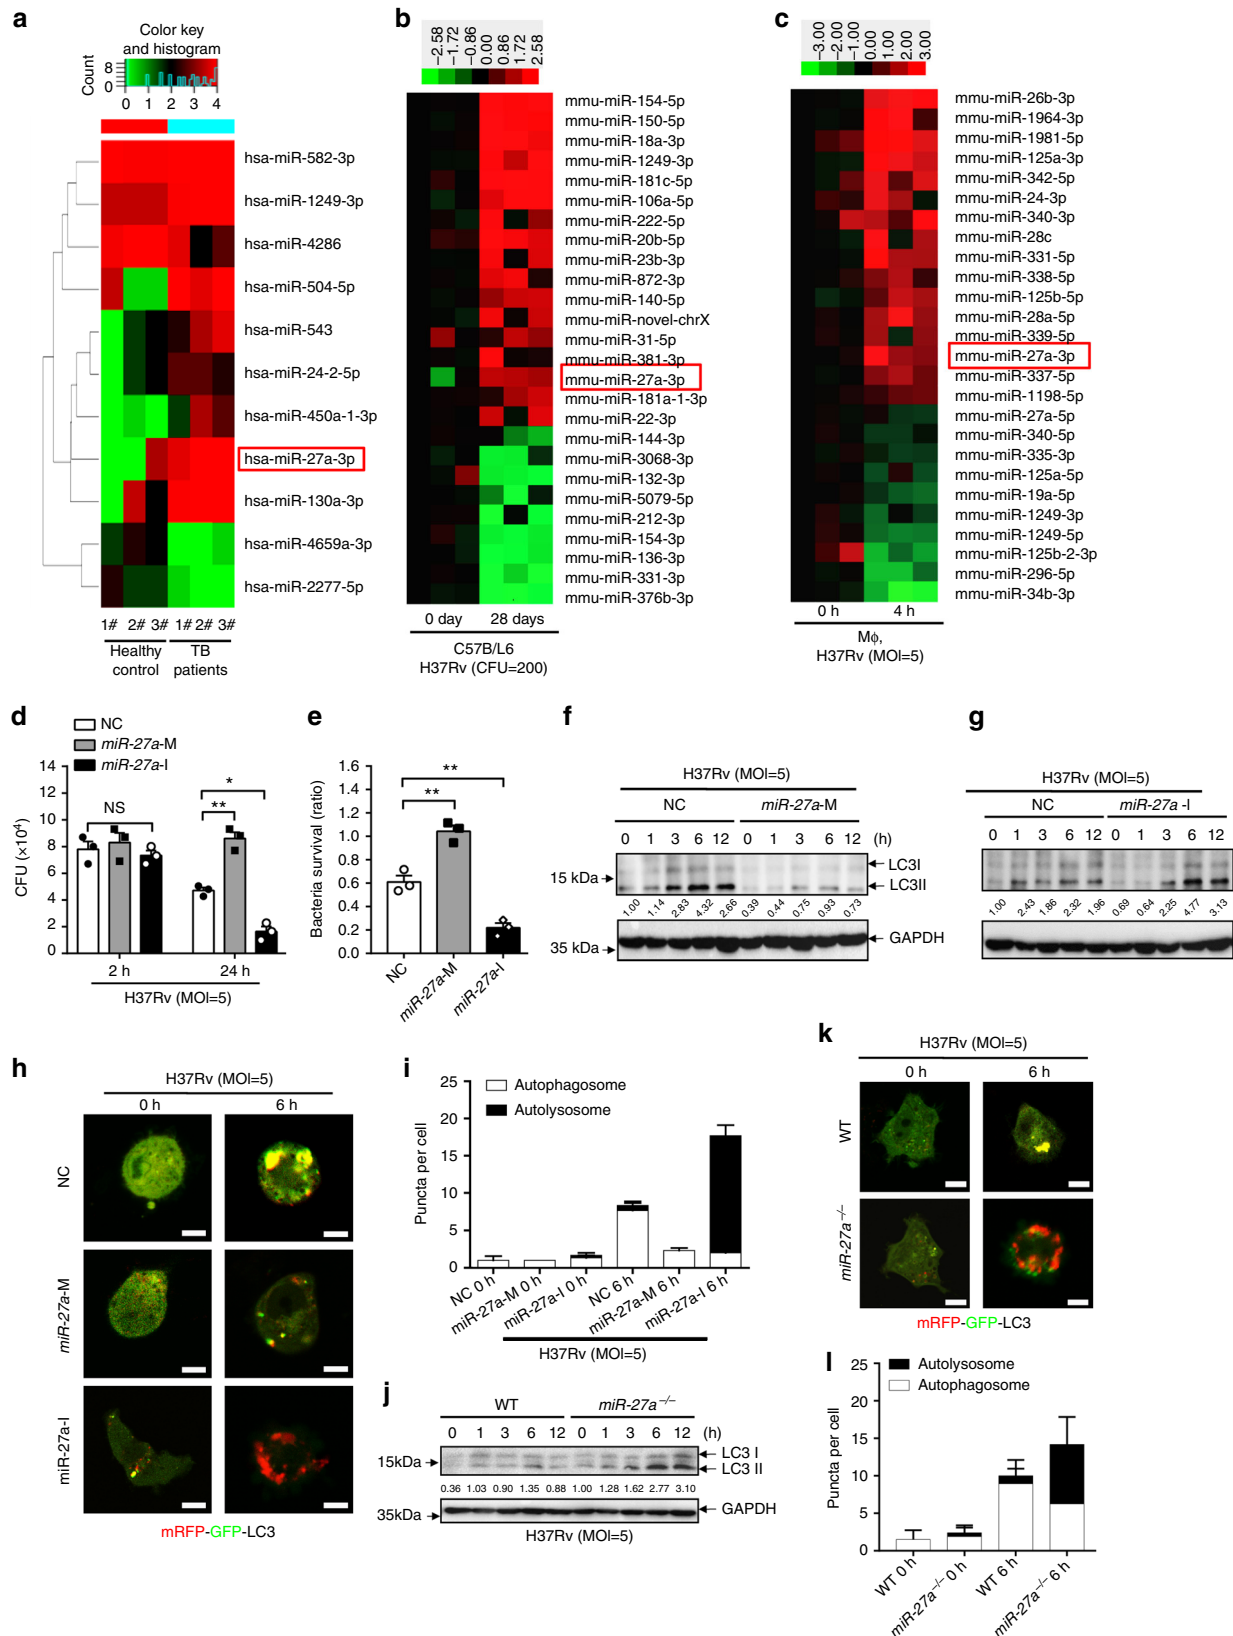 a
Color key
and histogram
Count
8
4
0
0 1 2 3 4
hsa-miR-582-3p
hsa-miR-1249-3p
hsa-miR-4286
hsa-miR-504-5p
hsa-miR-543
hsa-miR-24-2-5p
hsa-miR-450a-1-3p
hsa-miR-27a-3p
hsa-miR-130a-3p
hsa-miR-4659a-3p
hsa-miR-2277-5p
1# 2# 3# 1# 2# 3#
Healthy control
TB patients
b
−2.58 −1.72 −0.86 0.00 0.86 1.72 2.58
mmu-miR-154-5p
mmu-miR-150-5p
mmu-miR-18a-3p
mmu-miR-1249-3p
mmu-miR-181c-5p
mmu-miR-106a-5p
mmu-miR-222-5p
mmu-miR-20b-5p
mmu-miR-23b-3p
mmu-miR-872-3p
mmu-miR-140-5p
mmu-miR-novel-chrX
mmu-miR-31-5p
mmu-miR-381-3p
mmu-miR-27a-3p
mmu-miR-181a-1-3p
mmu-miR-22-3p
mmu-miR-144-3p
mmu-miR-3068-3p
mmu-miR-132-3p
mmu-miR-5079-5p
mmu-miR-212-3p
mmu-miR-154-3p
mmu-miR-136-3p
mmu-miR-331-3p
mmu-miR-376b-3p
0 day 28 days
C57B/L6
H37Rv (CFU=200)
c
−3.00 −2.00 −1.00 0.00 1.00 2.00 3.00
mmu-miR-26b-3p
mmu-miR-1964-3p
mmu-miR-1981-5p
mmu-miR-125a-3p
mmu-miR-342-5p
mmu-miR-24-3p
mmu-miR-340-3p
mmu-miR-28c
mmu-miR-331-5p
mmu-miR-338-5p
mmu-miR-125b-5p
mmu-miR-28a-5p
mmu-miR-339-5p
mmu-miR-27a-3p
mmu-miR-337-5p
mmu-miR-1198-5p
mmu-miR-27a-5p
mmu-miR-340-5p
mmu-miR-335-3p
mmu-miR-125a-5p
mmu-miR-19a-5p
mmu-miR-1249-3p
mmu-miR-1249-5p
mmu-miR-125b-2-3p
mmu-miR-296-5p
mmu-miR-34b-3p
0 h 4 h
Mϕ,
H37Rv (MOI=5)
d
NC
miR-27a-M
miR-27a-I
CFU (×10⁴)
14
12
10
8
6
4
2
0
NS
**
*
2 h 24 h
H37Rv (MOI=5)
e
Bacteria survival (ratio)
1.6
1.4
1.2
1.0
0.8
0.6
0.4
0.2
0.0
**
**
NC miR-27a-M miR-27a-I
f
H37Rv (MOI=5)
NC miR-27a-M
0 1 3 6 12 0 1 3 6 12 (h)
15 kDa
LC3I
LC3II
1.00 1.14 2.83 4.32 2.66 0.39 0.44 0.75 0.93 0.73
35 kDa
GAPDH
g
H37Rv (MOI=5)
NC miR-27a -I
0 1 3 6 12 0 1 3 6 12
1.00 2.43 1.86 2.32 1.96 0.69 0.64 2.25 4.77 3.13
h
H37Rv (MOI=5)
0 h 6 h
NC
miR-27a-M
miR-27a-I
mRFP-GFP-LC3
i
Autophagosome
Autolysosome
Puncta per cell
25
20
15
10
5
0
NC 0 h miR-27a-M 0 h miR-27a-I 0 h NC 6 h miR-27a-M 6 h miR-27a-I 6 h
H37Rv (MOI=5)
j
WT miR-27a−/−
0 1 3 6 12 0 1 3 6 12 (h)
15kDa
LC3 I
LC3 II
0.36 1.03 0.90 1.35 0.88 1.00 1.28 1.62 2.77 3.10
35kDa
GAPDH
H37Rv (MOI=5)
k
H37Rv (MOI=5)
0 h 6 h
WT
miR-27a−/−
mRFP-GFP-LC3
l
Autolysosome
Autophagosome
Puncta per cell
25
20
15
10
5
0
WT 0 h miR-27a−/− 0 h WT 6 h miR-27a−/− 6 h